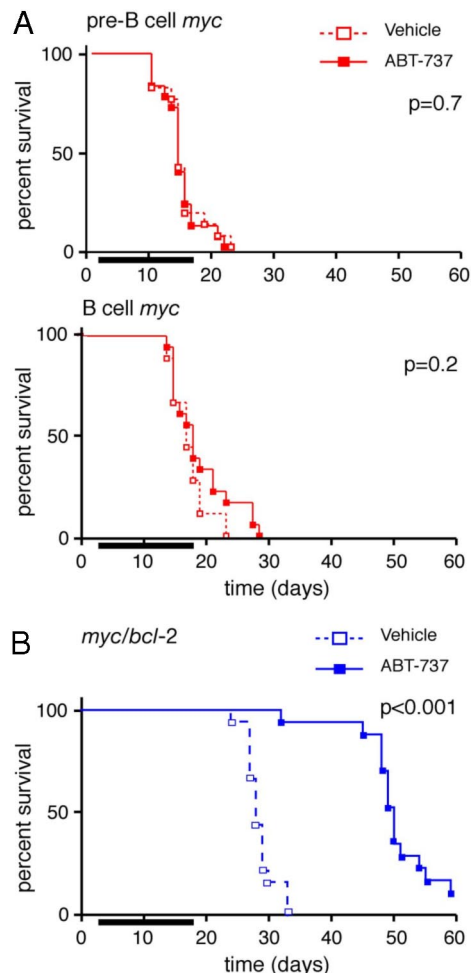 A
pre-B cell myc
Vehicle
ABT-737
p=0.7
percent survival
100
50
0
0 10 20 30 40 50 60
B cell myc
p=0.2
percent survival
100
50
0
0 10 20 30 40 50 60
time (days)
B
myc/bcl-2
Vehicle
ABT-737
p<0.001
percent survival
100
50
0
0 10 20 30 40 50 60
time (days)